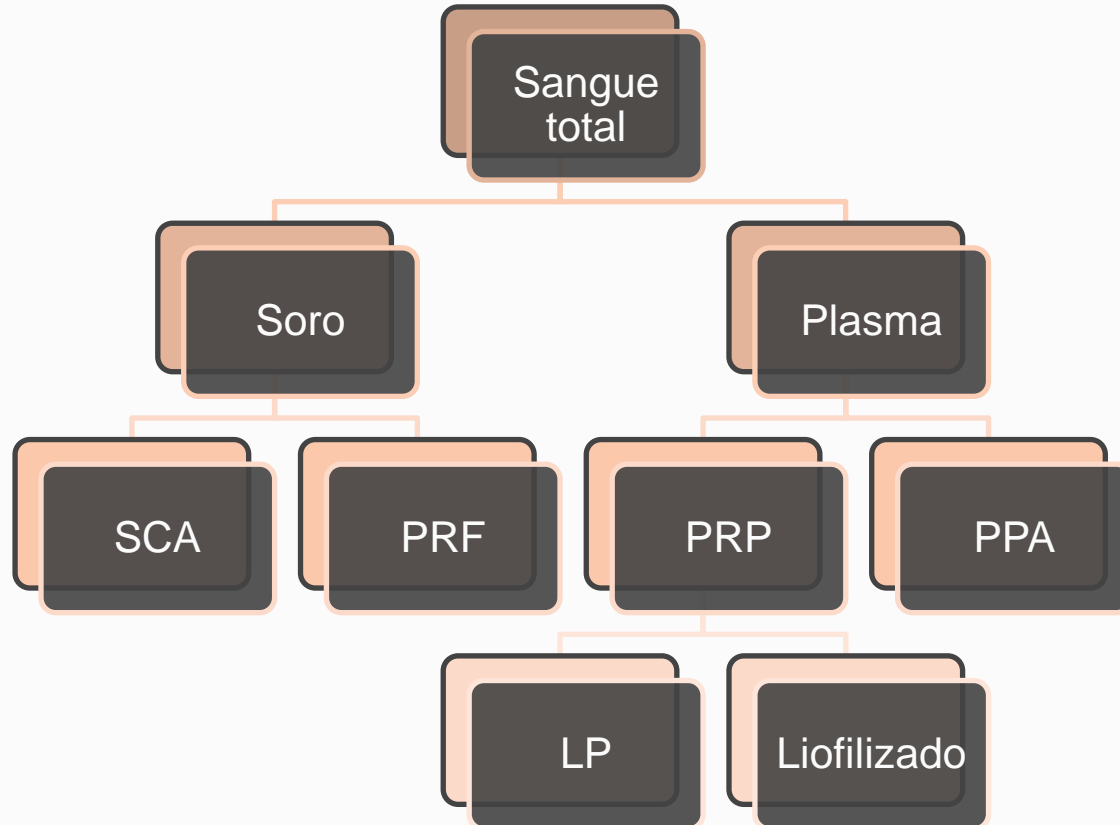 Sangue
total
Soro
Plasma
SCA
PRF
PRP
PPA
LP
Liofilizado